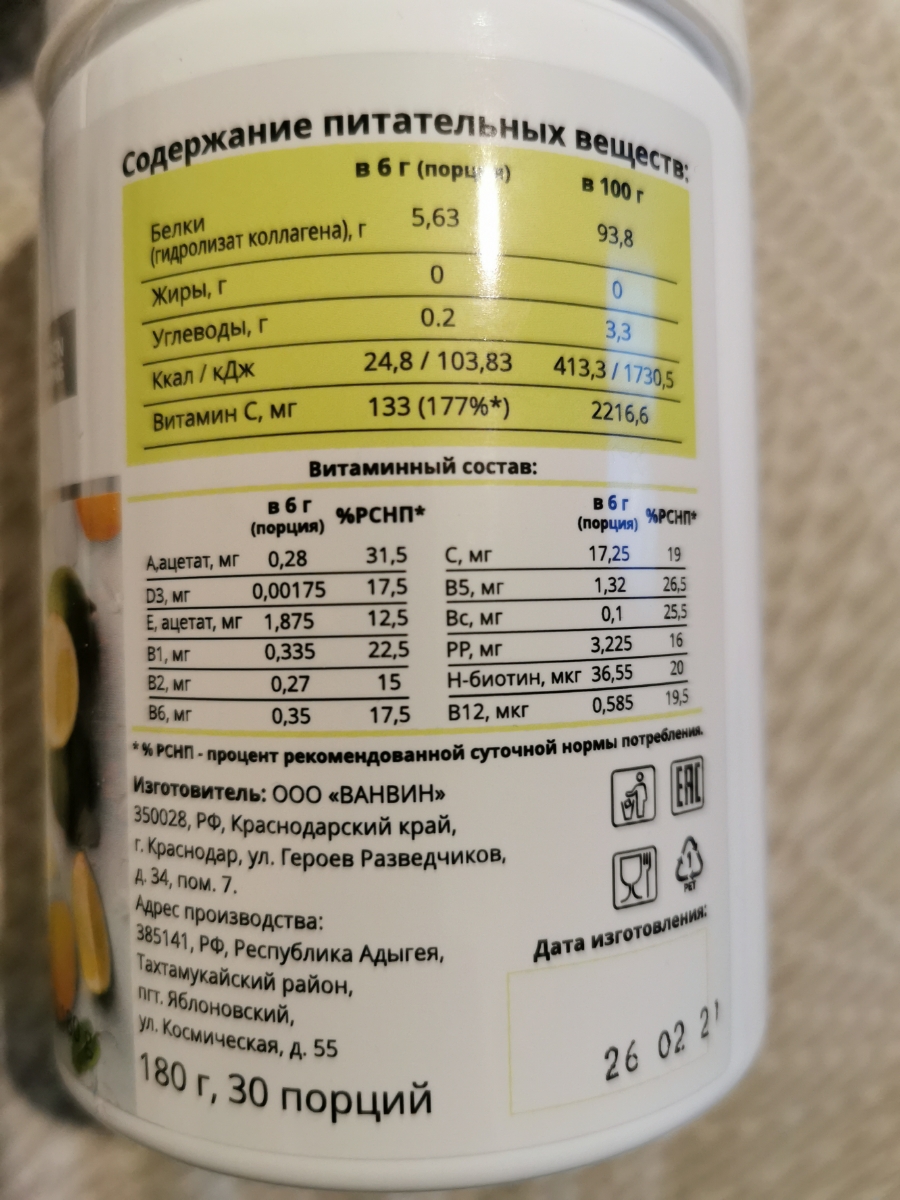 Содержание питательных веществ:
в 6 г (порция) в 100 г
Белки
(гидролизат коллагена), г 5,63 93,8
Жиры, г 0 0
Углеводы, г 0.2 3,3
Ккал / кДж 24,8 / 103,83 413,3 / 1730,5
Витамин С, мг 133 (177%*) 2216,6
Витаминный состав:
в 6 г
(порция) %РСНП*
А,ацетат, мг 0,28 31,5
D3, мг 0,00175 17,5
Е, ацетат, мг 1,875 12,5
В1, мг 0,335 22,5
В2, мг 0,27 15
В6, мг 0,35 17,5
в 6 г
(порция) %РСНП*
С, мг 17,25 19
В5, мг 1,32 26,5
Вс, мг 0,1 25,5
РР, мг 3,225 16
Н-биотин, мкг 36,55 20
В12, мкг 0,585 19,5
* % РСНП - процент рекомендованной суточной нормы потребления.
Изготовитель: ООО «ВАНВИН»
350028, РФ, Краснодарский край,
г. Краснодар, ул. Героев Разведчиков,
д. 34, пом. 7.
Адрес производства:
385141, РФ, Республика Адыгея,
Тахтамукайский район,
пгт. Яблоновский,
ул. Космическая, д. 55
180 г, 30 порций
EAC
1
Дата изготовления:
26 02 21